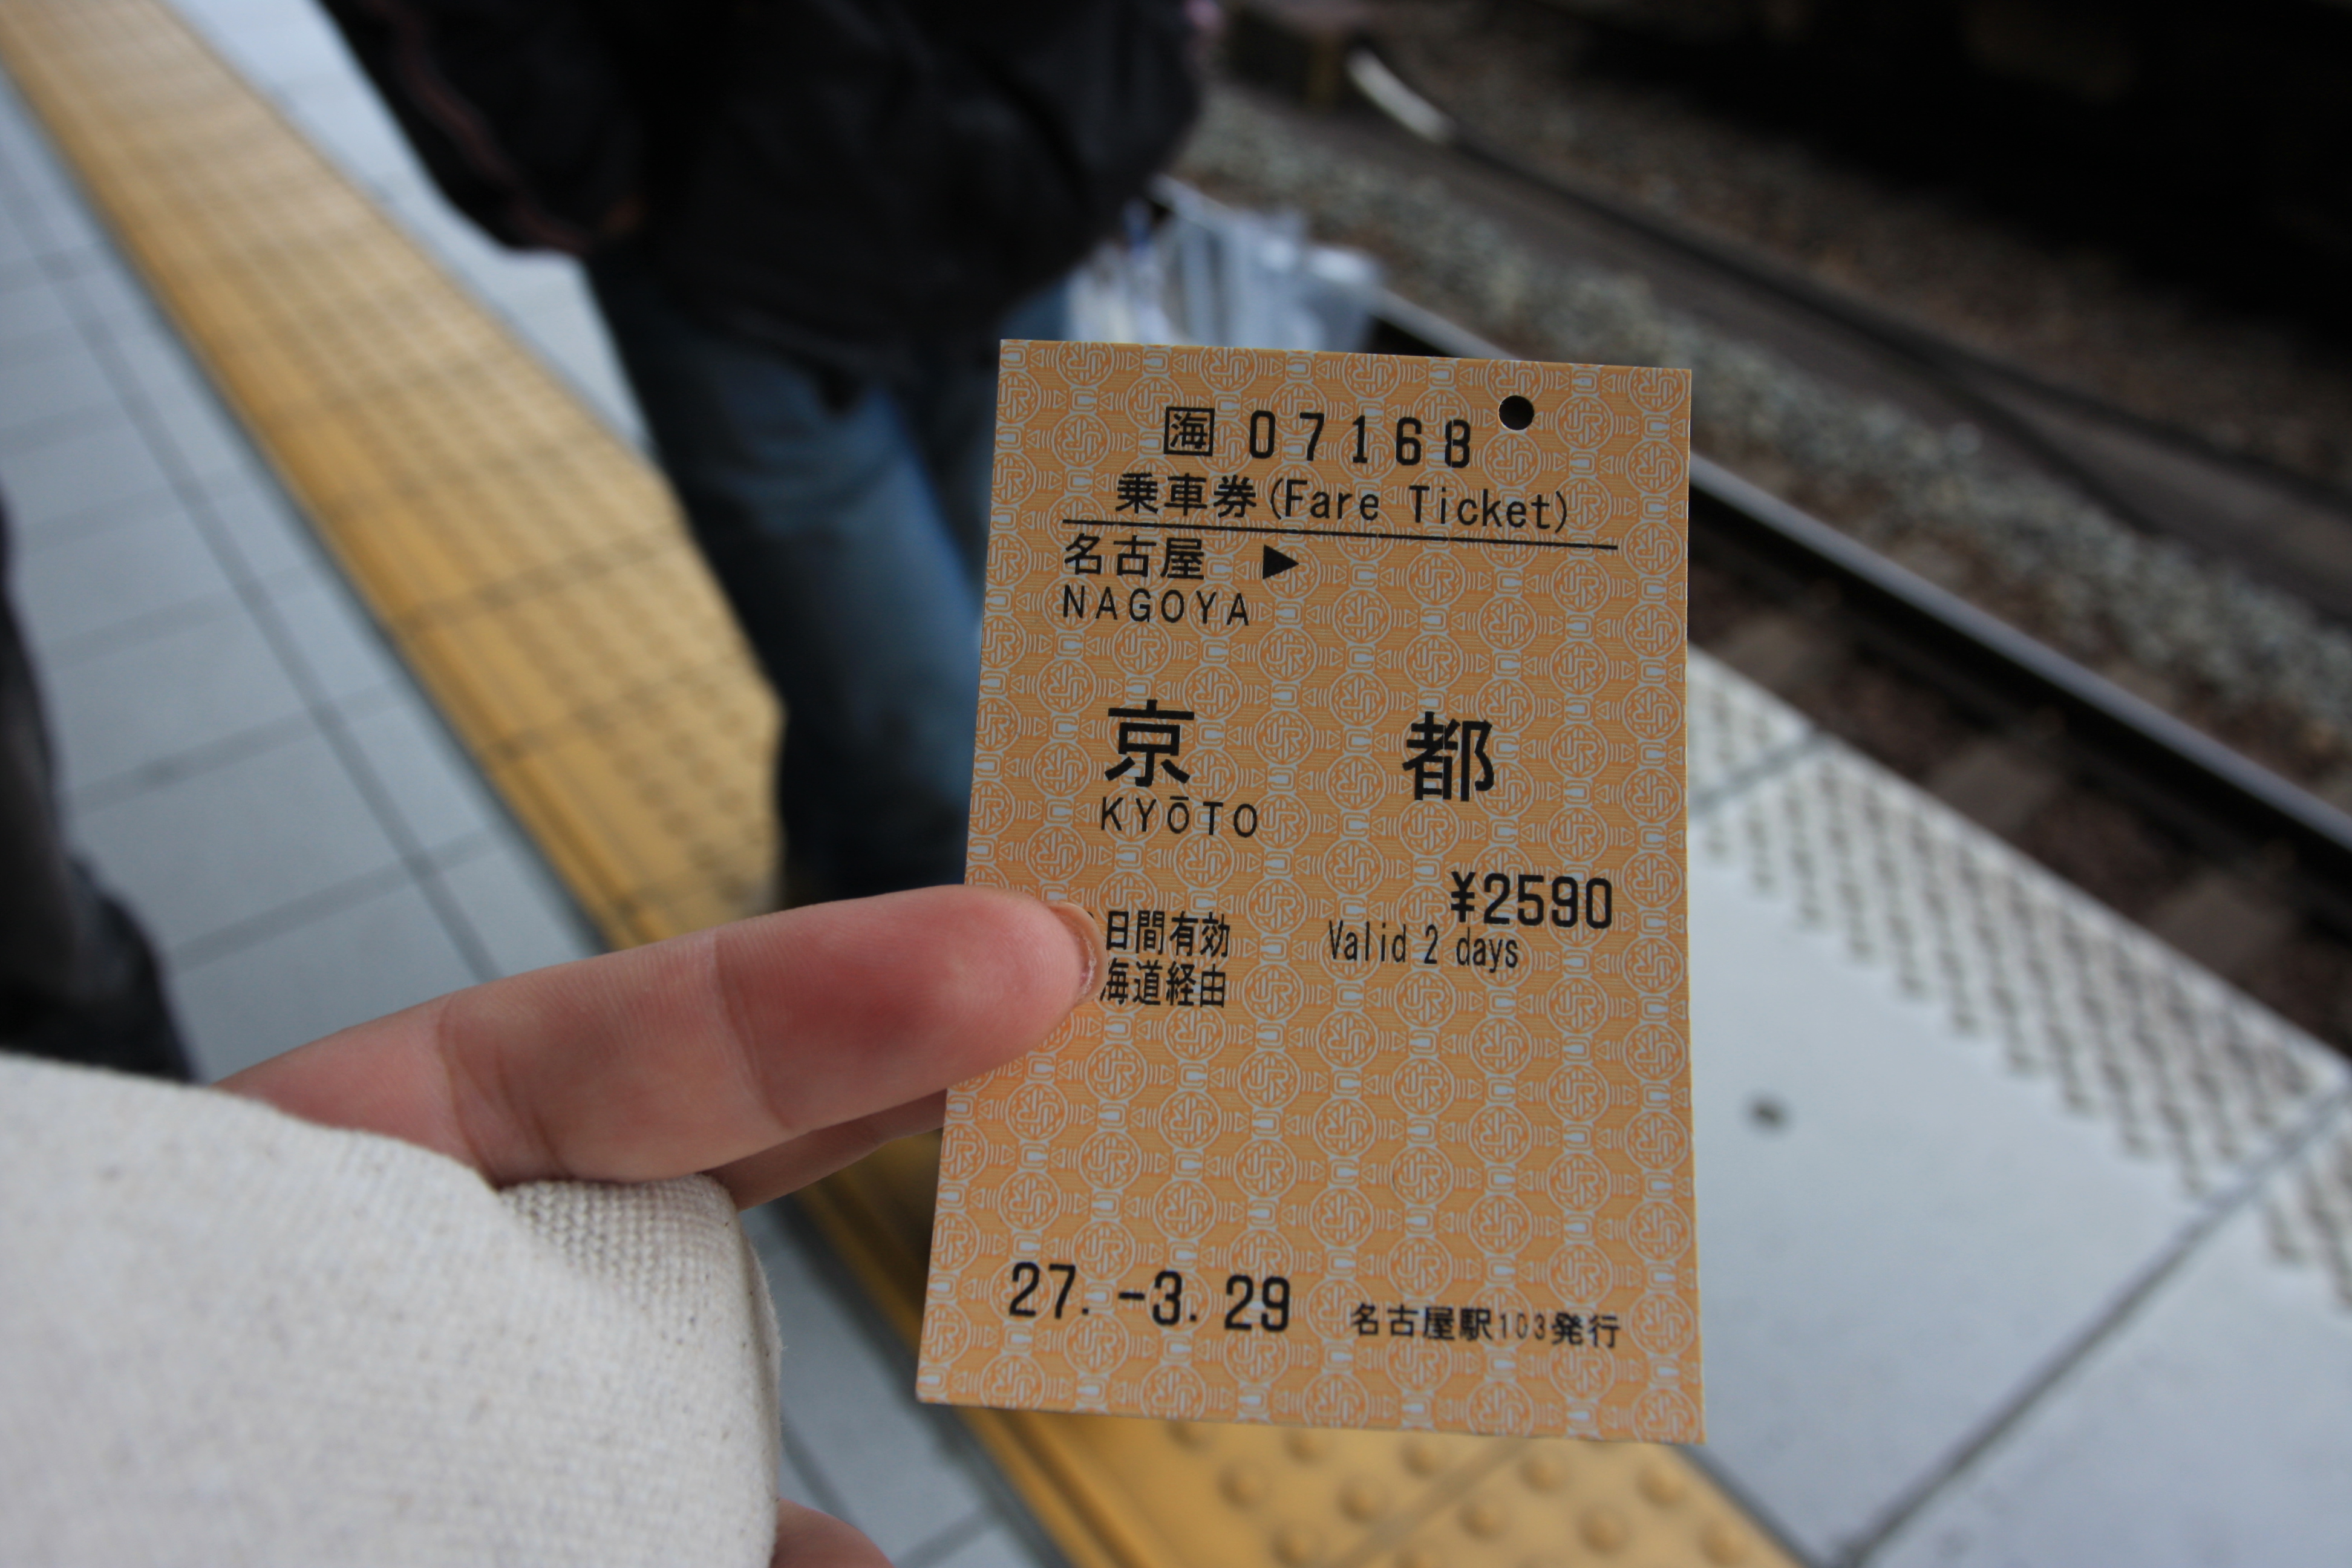 海 07168
乗車券(Fare Ticket)
名古屋 ▶
NAGOYA
京 都
KYŌTO
¥2590
日間有効 Valid 2 days
海道経由
27.-3.29 名古屋駅103発行